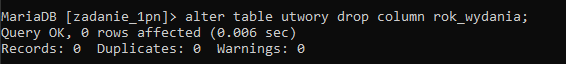 MariaDB [zadanie_1pn]> alter table utwory drop column rok_wydania;
Query OK, 0 rows affected (0.006 sec)
Records: 0  Duplicates: 0  Warnings: 0